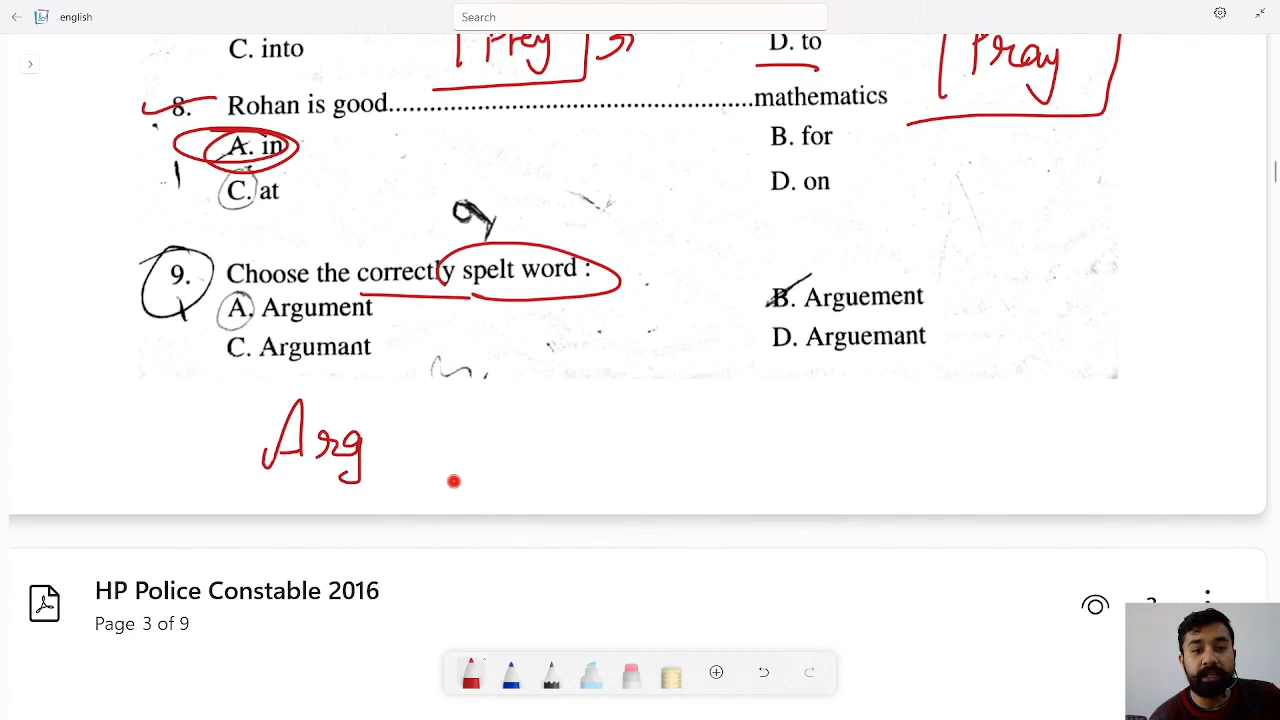 english
Search
C. into
Prey
D. to
Pray
8. Rohan is good..........................................................................mathematics
A. in
B. for
C. at
D. on
9
9. Choose the correctly spelt word :
A. Argument
B. Arguement
C. Argumant
D. Arguemant
Arg
HP Police Constable 2016
Page 3 of 9